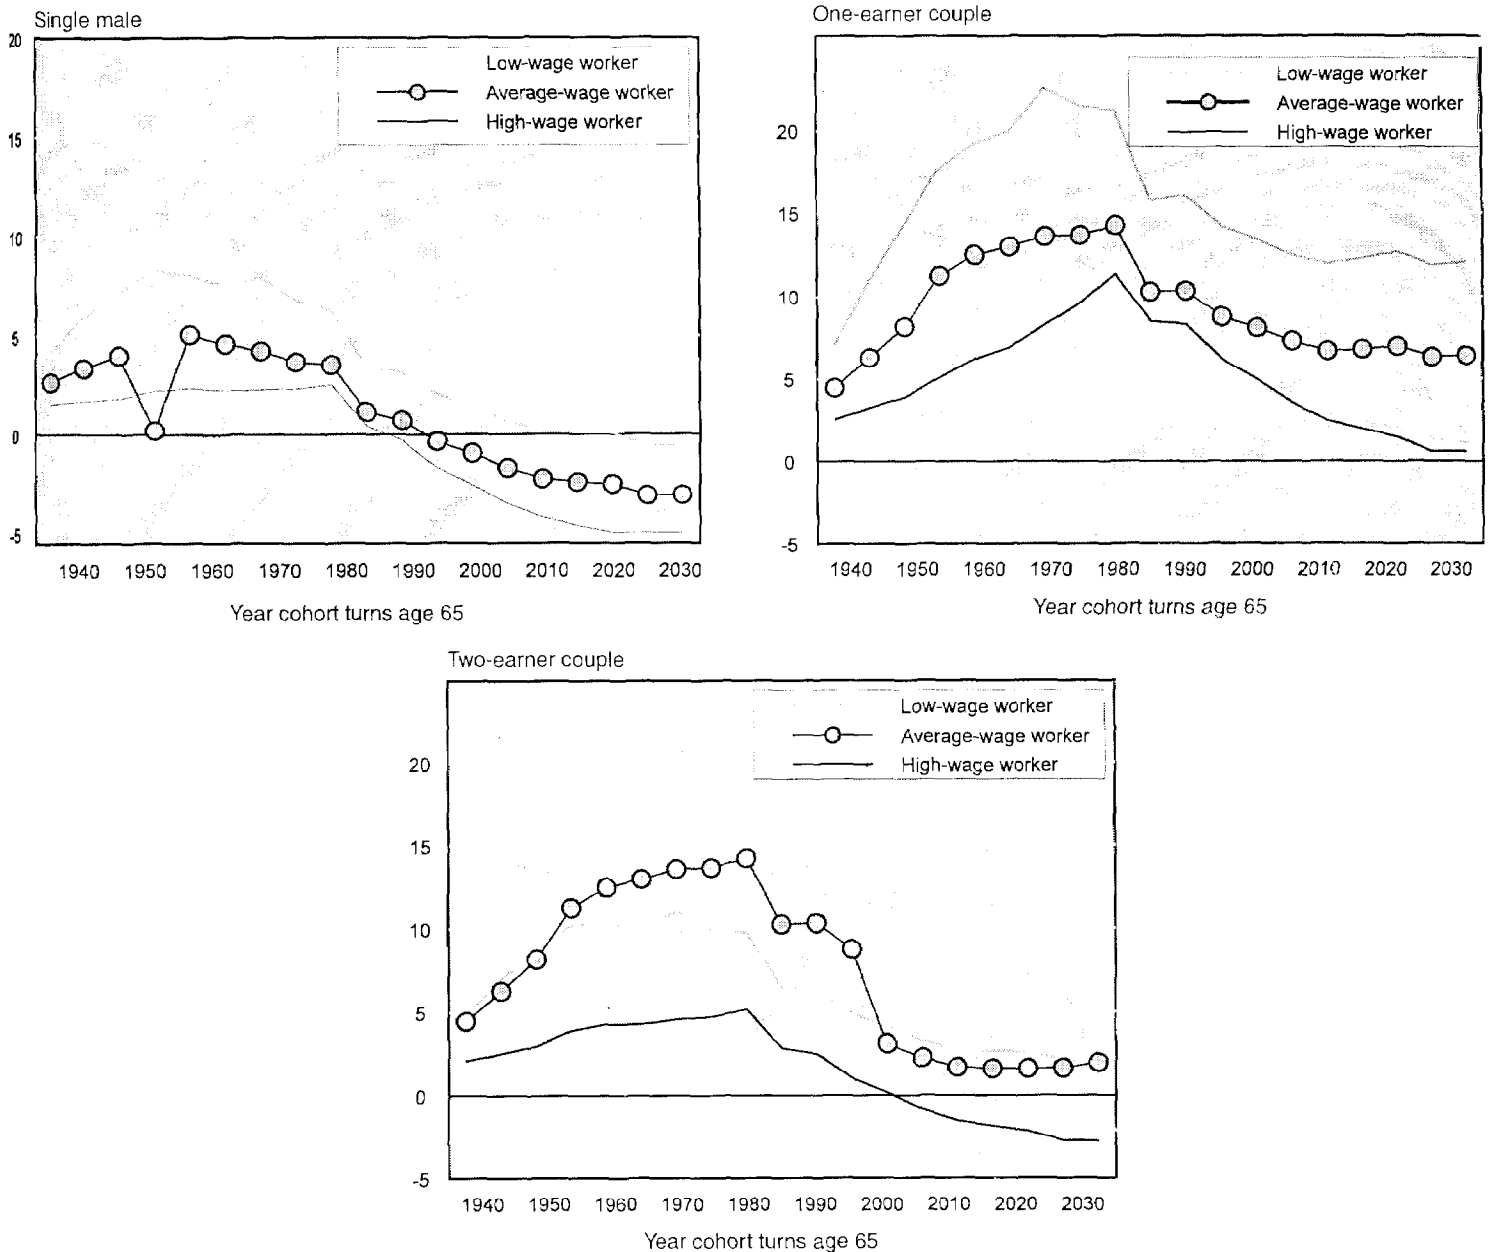 Single male
20
15
10
5
0
-5
Low-wage worker
Average-wage worker
High-wage worker
1940 1950 1960 1970 1980 1990 2000 2010 2020 2030
Year cohort turns age 65
One-earner couple
20
15
10
5
0
-5
Low-wage worker
Average-wage worker
High-wage worker
1940 1950 1960 1970 1980 1990 2000 2010 2020 2030
Year cohort turns age 65
Two-earner couple
20
15
10
5
0
-5
Low-wage worker
Average-wage worker
High-wage worker
1940 1950 1960 1970 1980 1990 2000 2010 2020 2030
Year cohort turns age 65